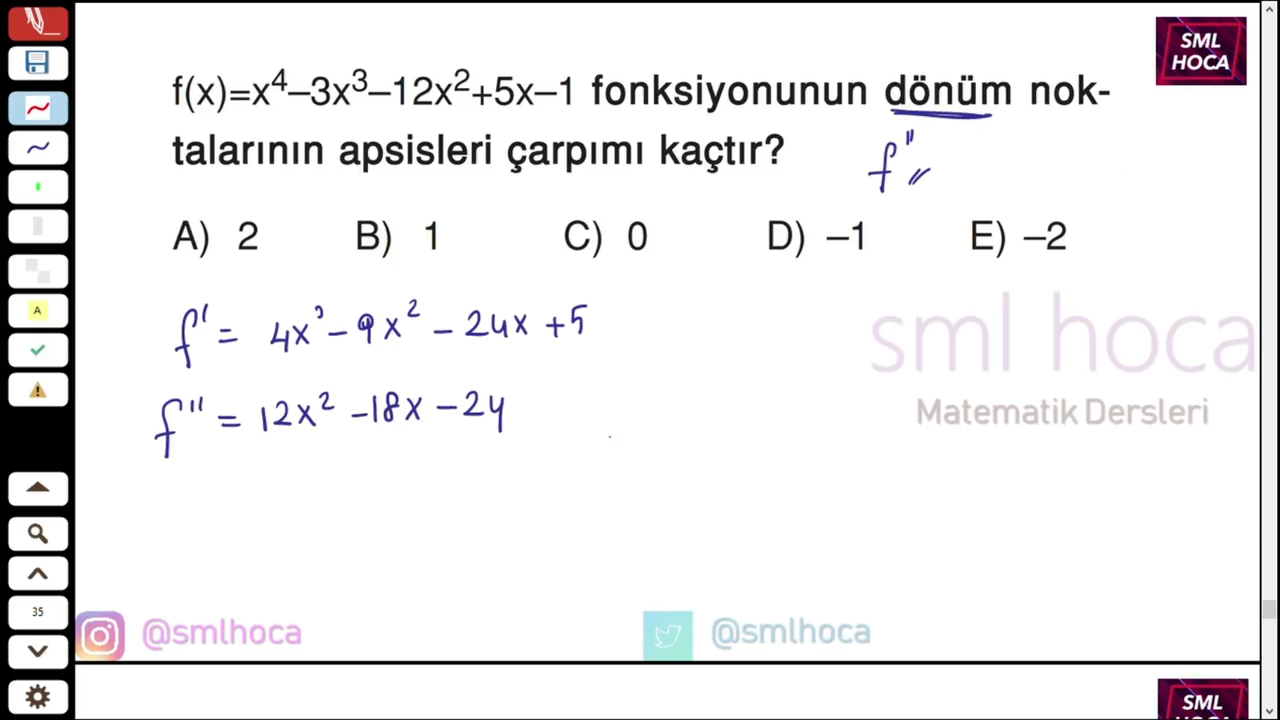 SML
HOCA
f(x)=x⁴–3x³–12x²+5x–1 fonksiyonunun dönüm nok-
talarının apsisleri çarpımı kaçtır?
f''
A) 2 B) 1 C) 0 D) –1 E) –2
f' = 4x³ - 9x² - 24x + 5
f'' = 12x² - 18x - 24
sml hoca
Matematik Dersleri
A
35
@smlhoca @smlhoca
SML